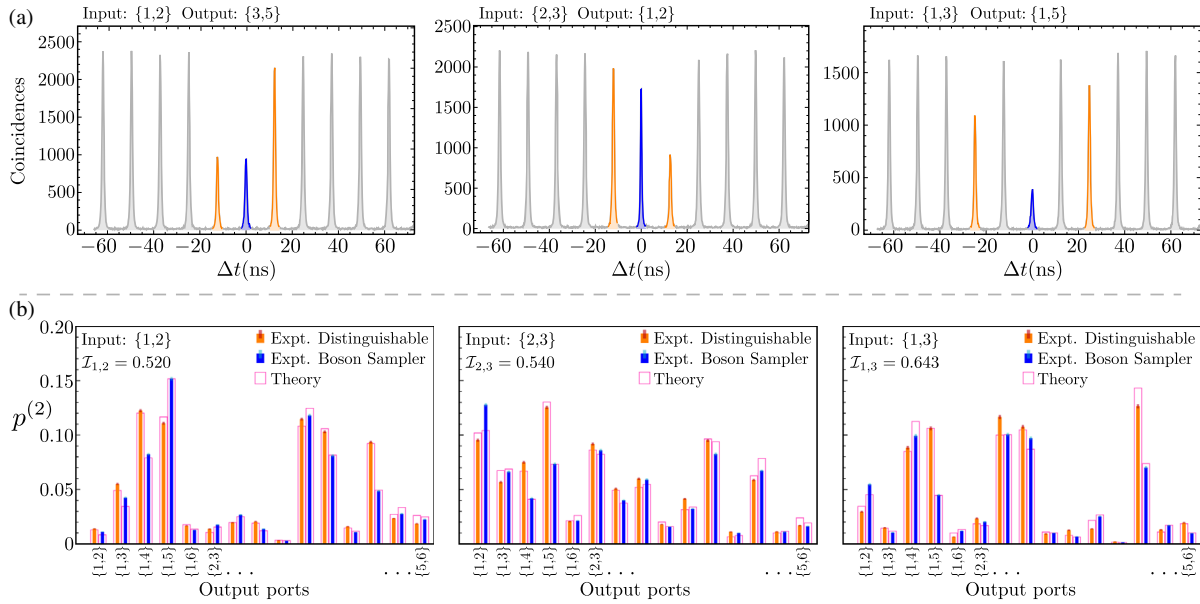 (a)
Input: {1,2} Output: {3,5}
Input: {2,3} Output: {1,2}
Input: {1,3} Output: {1,5}
Coincidences
2500
2000
1500
1000
500
0
−60 −40 −20 0 20 40 60
Δt(ns)
2500
2000
1500
1000
500
0
−60 −40 −20 0 20 40 60
Δt(ns)
1500
1000
500
0
−60 −40 −20 0 20 40 60
Δt(ns)
(b)
p(2)
0.20
0.15
0.10
0.05
0
Input: {1,2}
I1,2 = 0.520
Expt. Distinguishable
Expt. Boson Sampler
Theory
{1,2} {1,3} {1,4} {1,5} {1,6} {2,3} ... ... {5,6}
Output ports
Input: {2,3}
I2,3 = 0.540
Expt. Distinguishable
Expt. Boson Sampler
Theory
{1,2} {1,3} {1,4} {1,5} {1,6} {2,3} ... ... {5,6}
Output ports
Input: {1,3}
I1,3 = 0.643
Expt. Distinguishable
Expt. Boson Sampler
Theory
{1,2} {1,3} {1,4} {1,5} {1,6} {2,3} ... ... {5,6}
Output ports